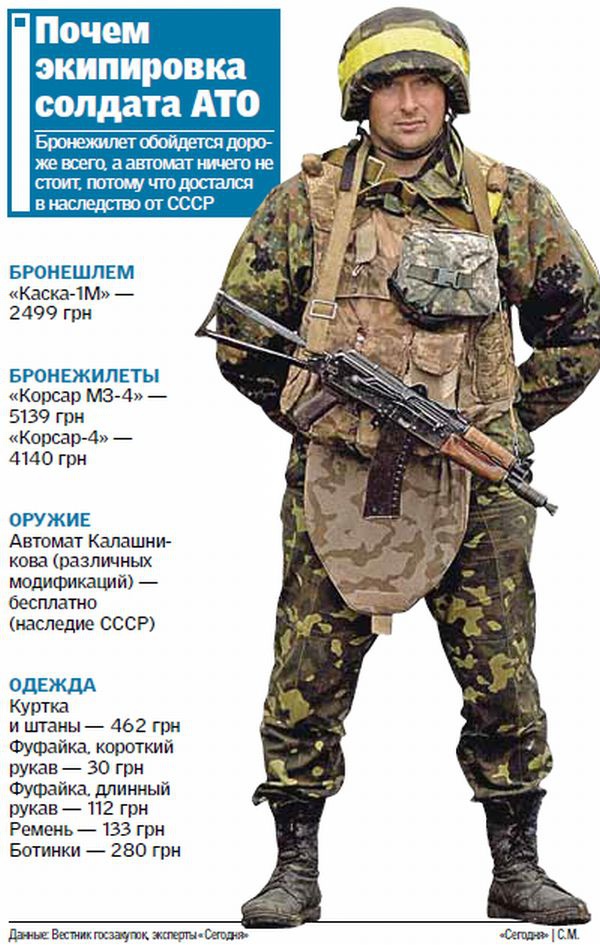 Почем
экипировка
солдата АТО
Бронежилет обойдется доро-
же всего, а автомат ничего не
стоит, потому что достался
в наследство от СССР
БРОНЕШЛЕМ
«Каска-1М» —
2499 грн
БРОНЕЖИЛЕТЫ
«Корсар МЗ-4» —
5139 грн
«Корсар-4» —
4140 грн
ОРУЖИЕ
Автомат Калашни-
кова (различных
модификаций) —
бесплатно
(наследие СССР)
ОДЕЖДА
Куртка
и штаны — 462 грн
Фуфайка, короткий
рукав — 30 грн
Фуфайка, длинный
рукав — 112 грн
Ремень — 133 грн
Ботинки — 280 грн
Данные: Вестник госзакупок, эксперты «Сегодня»
«Сегодня» | С.М.